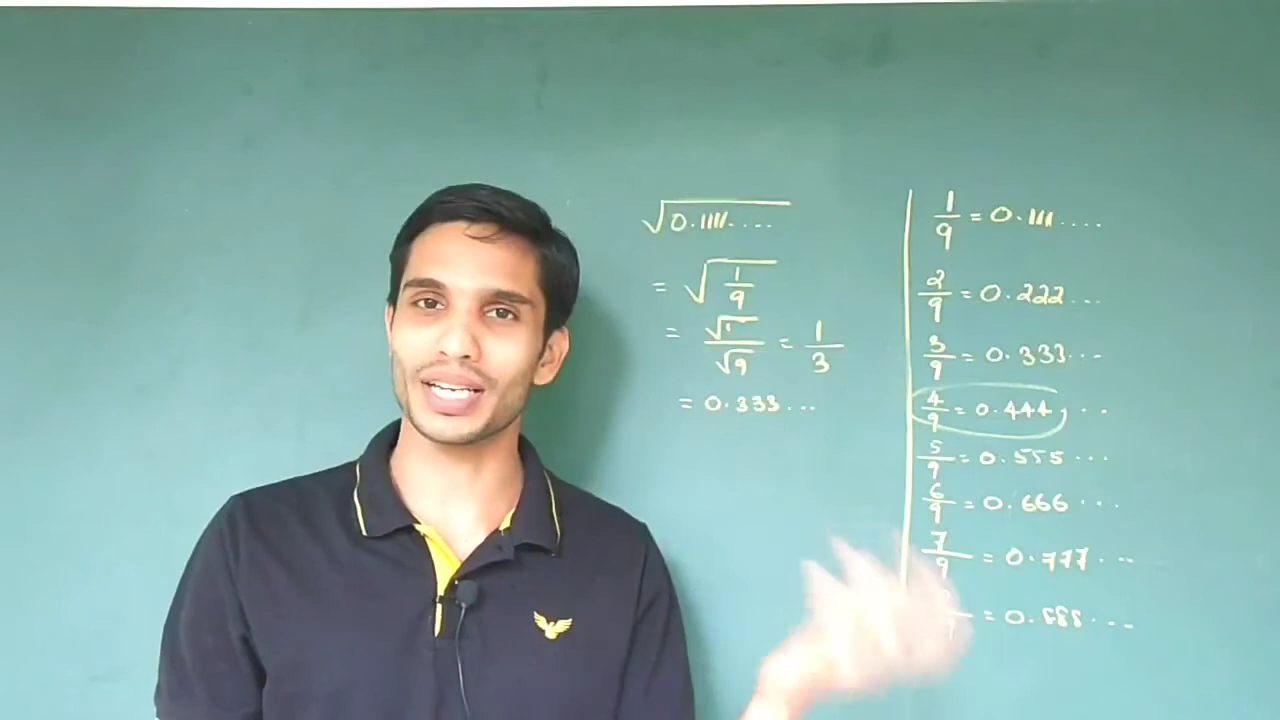 √0.1111....
= √(1/9)
= √1/√9 = 1/3
= 0.333...
1/9 = 0.111....
2/9 = 0.222...
3/9 = 0.333...
4/9 = 0.444...
5/9 = 0.555...
6/9 = 0.666...
7/9 = 0.777...
= 0.888...